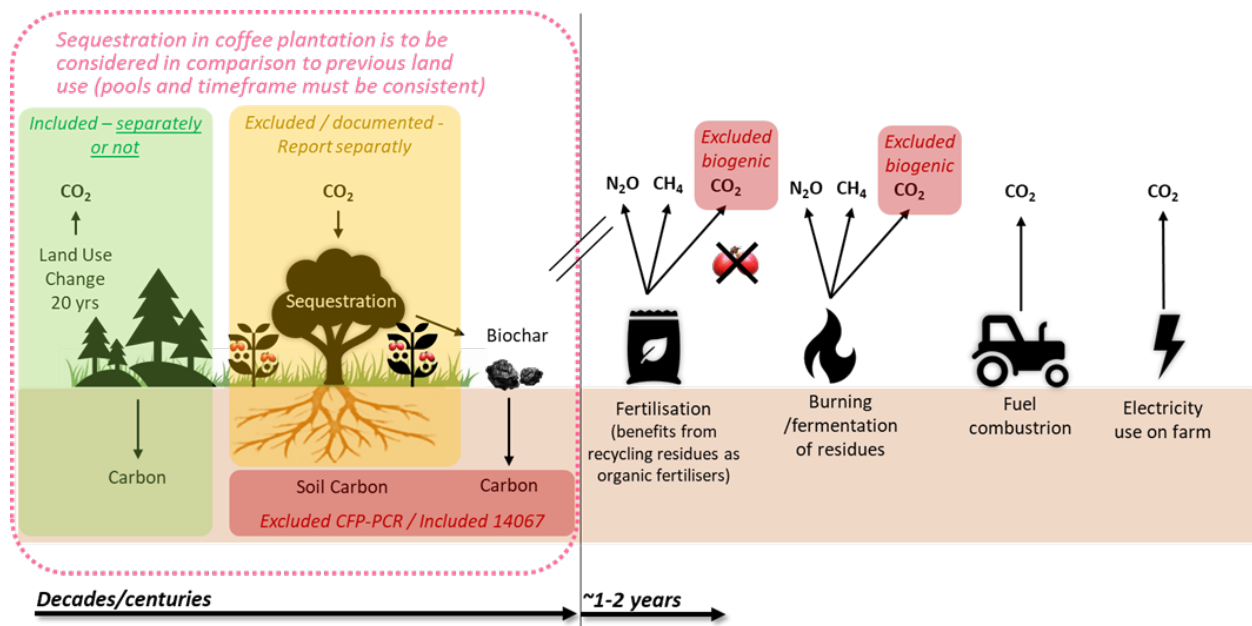 Sequestration in coffee plantation is to be
considered in comparison to previous land
use (pools and timeframe must be consistent)
Included – separately
or not
CO₂
Land Use
Change
20 yrs
Carbon
Excluded / documented -
Report separatly
CO₂
Sequestration
Biochar
Soil Carbon
Carbon
Excluded CFP-PCR / Included 14067
Excluded
biogenic
N₂O
CH₄
CO₂
Fertilisation
(benefits from
recycling residues as
organic fertilisers)
Excluded
biogenic
N₂O
CH₄
CO₂
Burning
/fermentation
of residues
CO₂
Fuel
combustrion
CO₂
Electricity
use on farm
Decades/centuries
~1-2 years